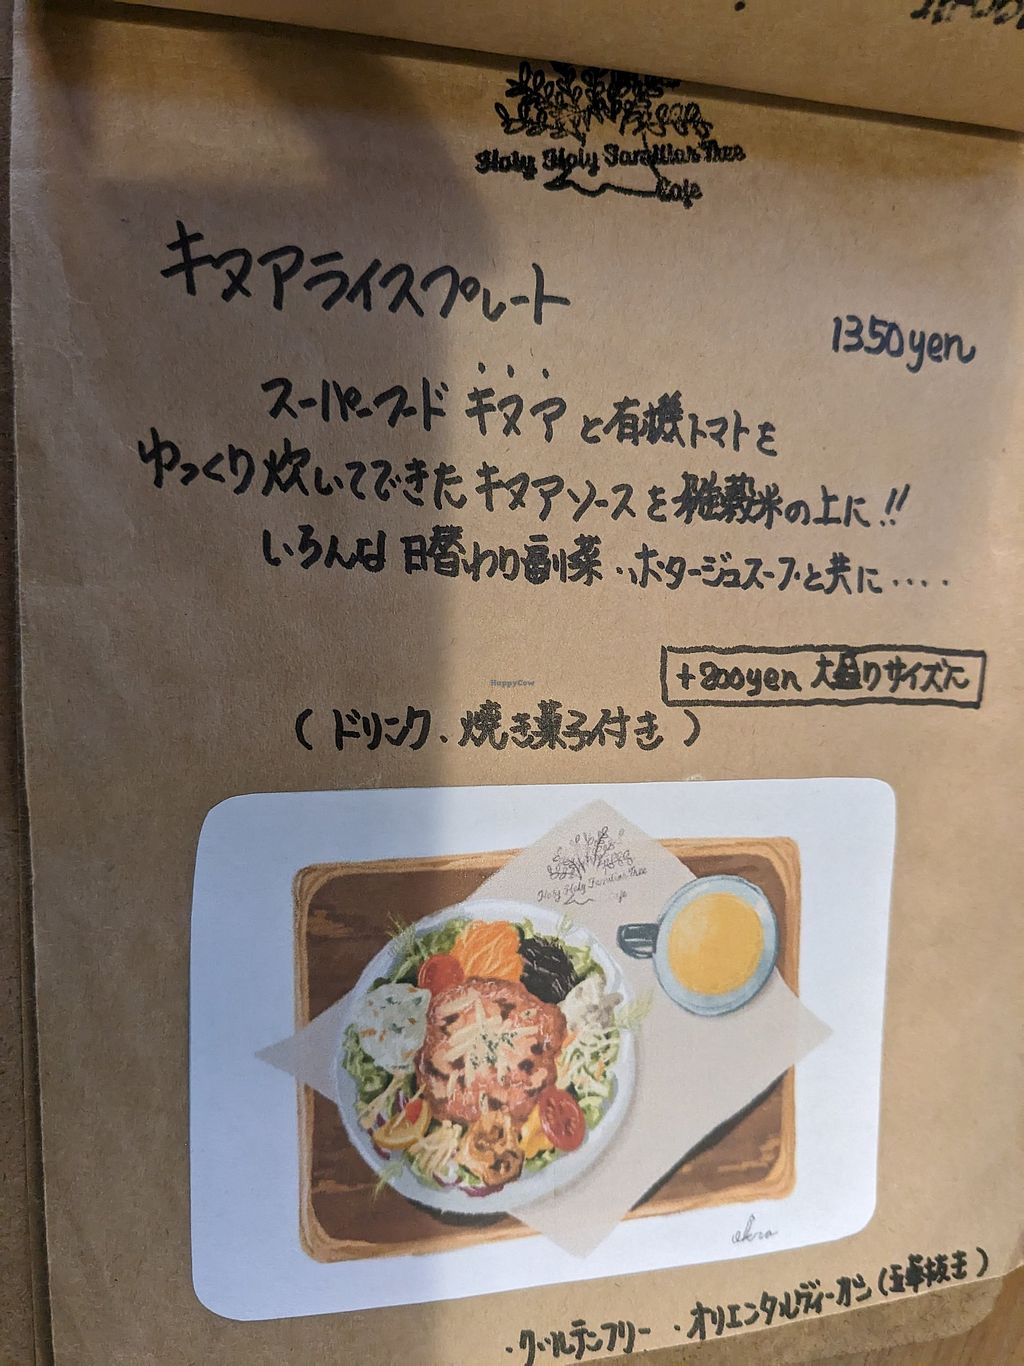 Holy Holy Familiar Tree
Cafe
キヌアライスプレート
1350yen
スーパーフード キヌアと有機トマトを
ゆっくり炊いてできたキヌアソースを雑穀米の上に!!
いろんな日替わり副菜・ポタージュスープと共に....
+200yen 大盛りサイズに
HappyCow
(ドリンク、焼き菓子付き)
Holy Holy Familiar Tree
・グルテンフリー ・オリエンタルヴィーガン(五葷抜き)